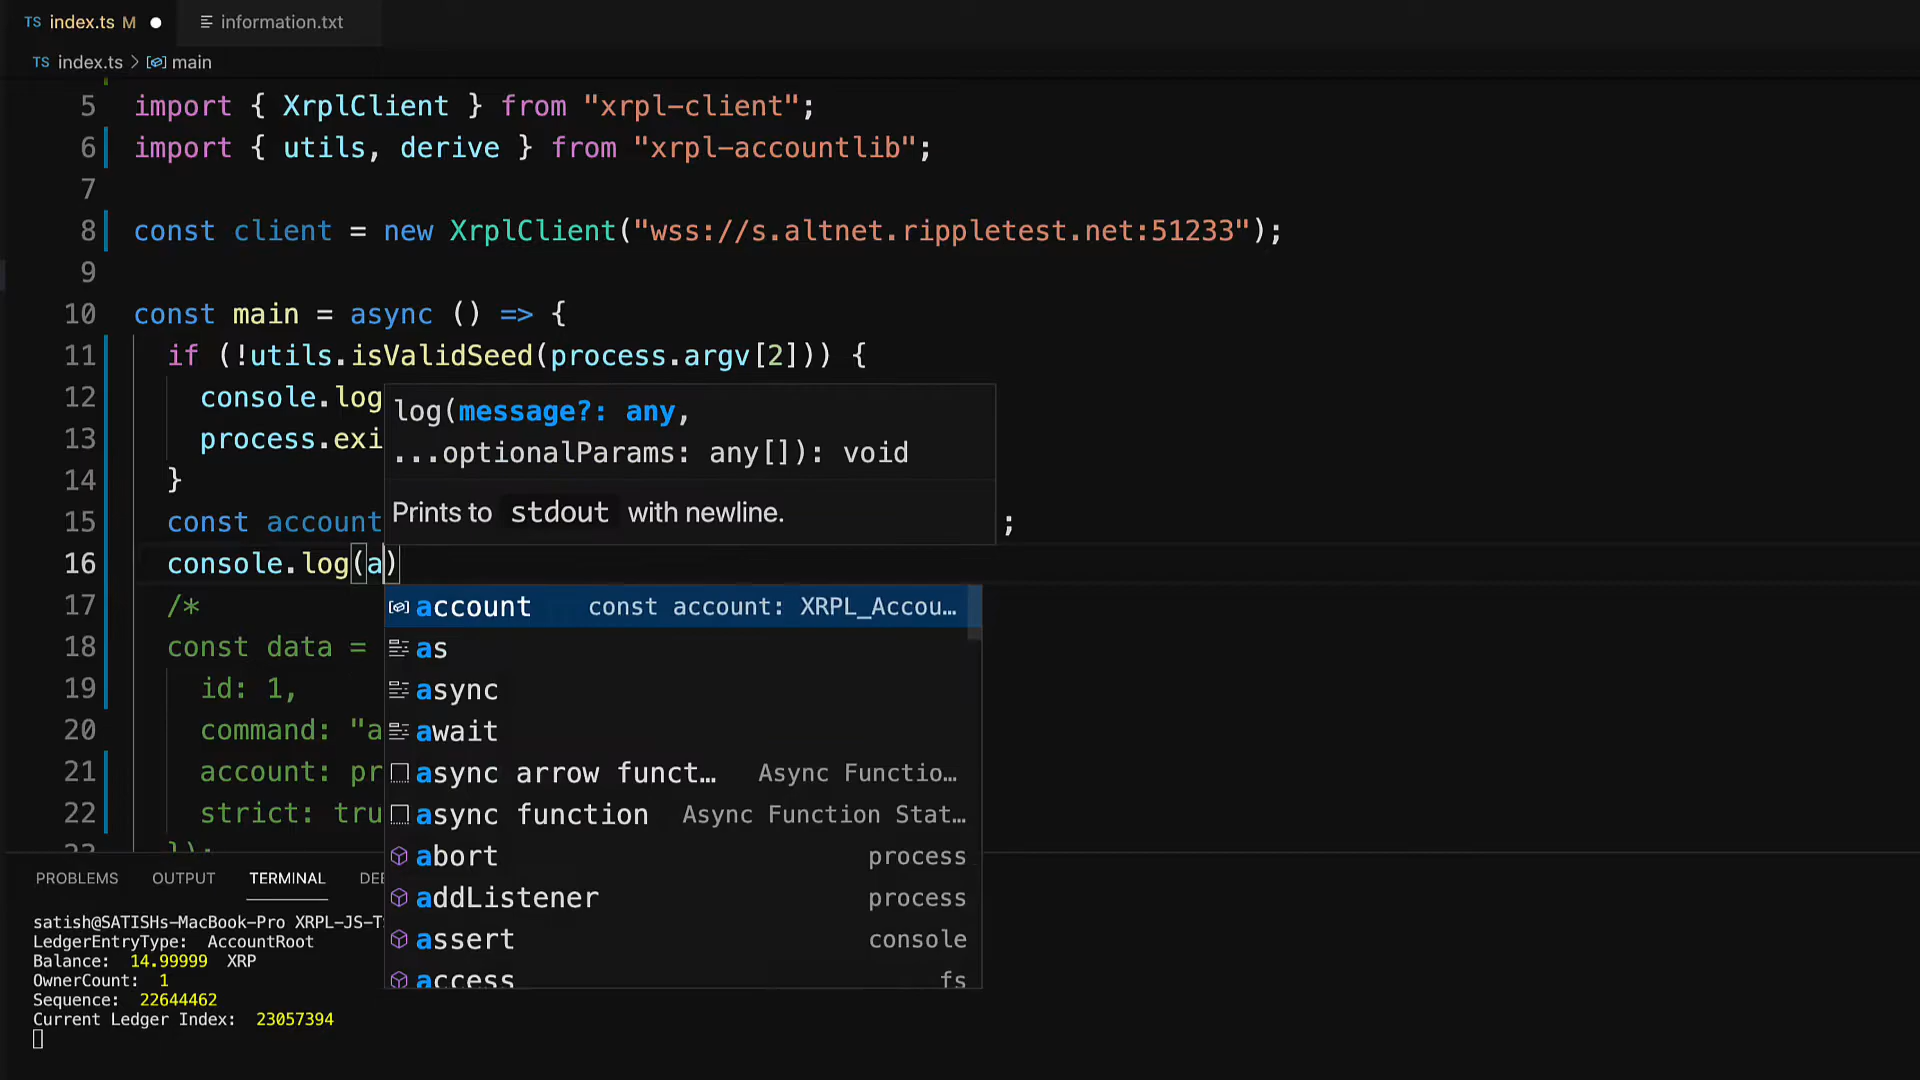 TS index.ts M
information.txt
TS index.ts > main
5 import { XrplClient } from "xrpl-client";
6 import { utils, derive } from "xrpl-accountlib";
7
8 const client = new XrplClient("wss://s.altnet.rippletest.net:51233");
9
10 const main = async () => {
11 if (!utils.isValidSeed(process.argv[2])) {
12 console.log
13 process.exi
14 }
15 const account ;
16 console.log(a)
17 /*
18 const data =
19 id: 1,
20 command: "a
21 account: pr
22 strict: tru
23 });
log(message?: any,
...optionalParams: any[]): void
Prints to stdout with newline.
account const account: XRPL_Accou…
as
async
await
async arrow funct… Async Functio…
async function Async Function Stat…
abort process
addListener process
assert console
access fs
PROBLEMS OUTPUT TERMINAL DE
satish@SATISHs-MacBook-Pro XRPL-JS-T
LedgerEntryType: AccountRoot
Balance: 14.99999 XRP
OwnerCount: 1
Sequence: 22644462
Current Ledger Index: 23057394